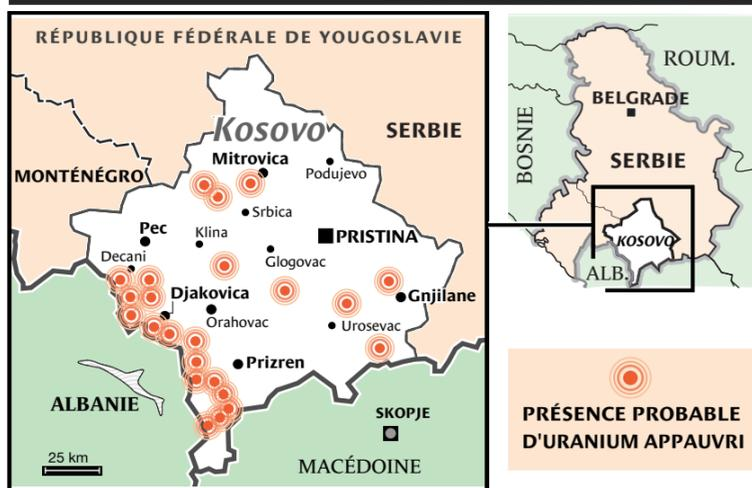 RÉPUBLIQUE FÉDÉRALE DE YOUGOSLAVIE
Kosovo
SERBIE
MONTÉNÉGRO
Mitrovica
Podujevo
Srbica
Pec
Klina
PRISTINA
Decani
Glogovac
Djakovica
Gnjilane
Orahovac
Urosevac
Prizren
ALBANIE
SKOPJE
25 km
MACÉDOINE
ROUM.
BELGRADE
BOSNIE
SERBIE
KOSOVO
ALB.
PRÉSENCE PROBABLE
D'URANIUM APPAUVRI